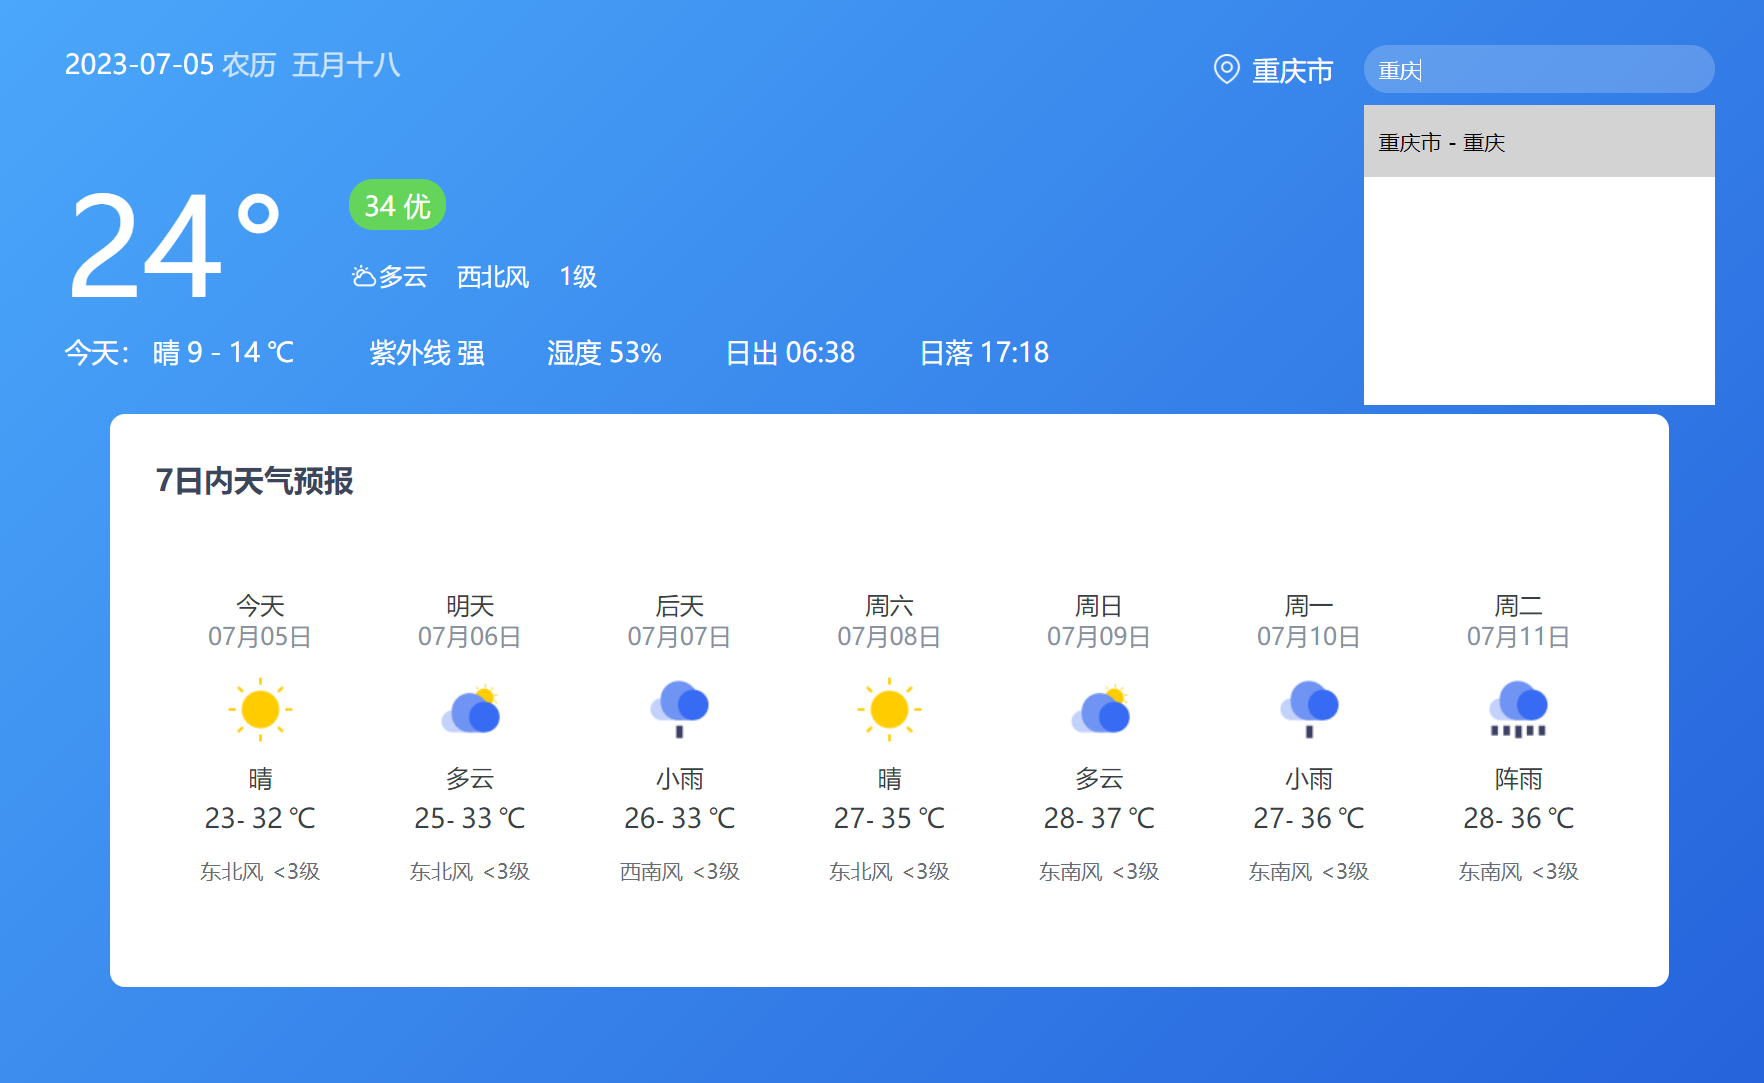 2023-07-05 农历 五月十八
重庆市
重庆
重庆市 - 重庆
24°
34 优
多云 西北风 1级
今天： 晴 9 - 14 ℃ 紫外线 强 湿度 53% 日出 06:38 日落 17:18
7日内天气预报
今天 明天 后天 周六 周日 周一 周二
07月05日 07月06日 07月07日 07月08日 07月09日 07月10日 07月11日
晴 多云 小雨 晴 多云 小雨 阵雨
23- 32 ℃ 25- 33 ℃ 26- 33 ℃ 27- 35 ℃ 28- 37 ℃ 27- 36 ℃ 28- 36 ℃
东北风 <3级 东北风 <3级 西南风 <3级 东北风 <3级 东南风 <3级 东南风 <3级 东南风 <3级